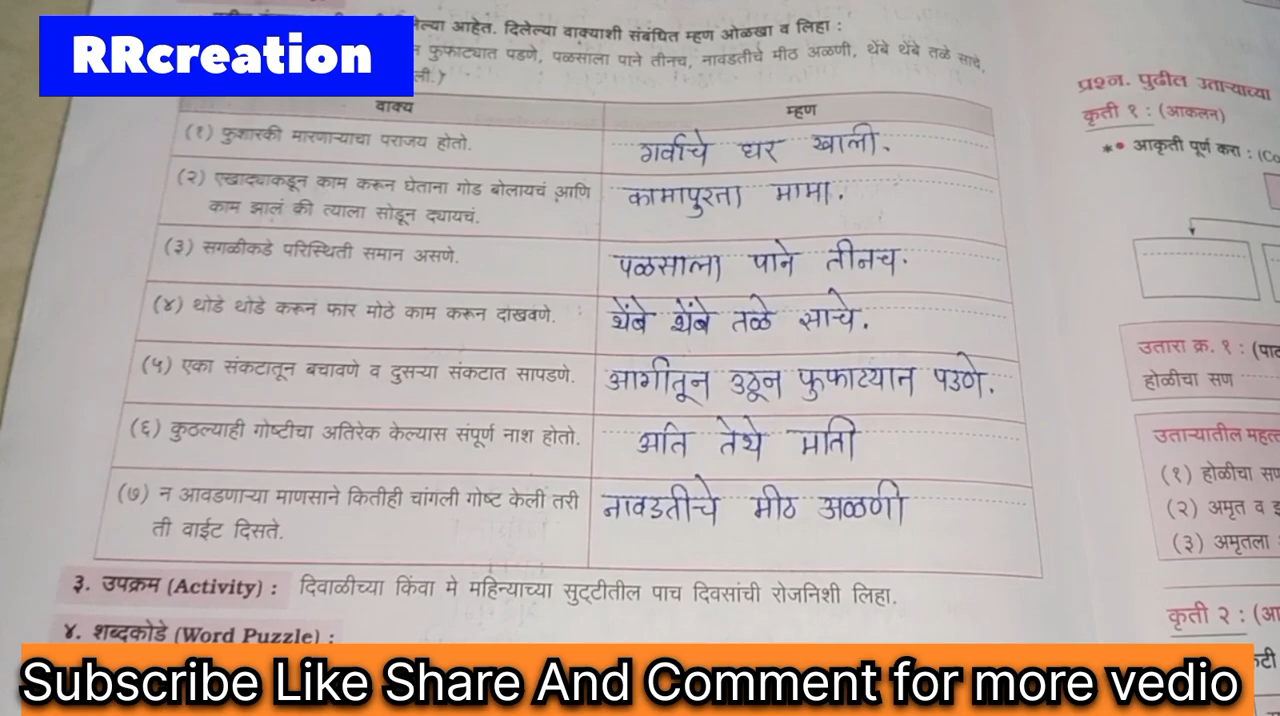 RRcreation
लेल्या आहेत. दिलेल्या वाक्याशी संबंधित म्हण ओळखा व लिहा :
फुफाट्यात पडणे, पळसाला पाने तीनच, नावडतीचे मीठ अळणी, थेंबे थेंबे तळे साचे,
ली.)
वाक्य म्हण
(१) फुशारकी मारणाऱ्याचा पराजय होतो. गर्वाचे घर खाली.
(२) एखाद्याकडून काम करून घेताना गोड बोलायचं आणि कामापुरता मामा.
काम झालं की त्याला सोडून द्यायचं.
(३) सगळीकडे परिस्थिती समान असणे. पळसाला पाने तीनच.
(४) थोडे थोडे करून फार मोठे काम करून दाखवणे. थेंबे थेंबे तळे साचे.
(५) एका संकटातून बचावणे व दुसऱ्या संकटात सापडणे. आगीतून उठून फुफाट्यान पडणे.
(६) कुठल्याही गोष्टीचा अतिरेक केल्यास संपूर्ण नाश होतो. अति तेथे माती
(७) न आवडणाऱ्या माणसाने कितीही चांगली गोष्ट केली तरी नावडतीचे मीठ अळणी
ती वाईट दिसते.
३. उपक्रम (Activity) : दिवाळीच्या किंवा मे महिन्याच्या सुट्टीतील पाच दिवसांची रोजनिशी लिहा.
४. शब्दकोडे (Word Puzzle) :
प्रश्न. पुढील उताऱ्याच्या
कृती १ : (आकलन)
** आकृती पूर्ण करा : (Co
उतारा क्र. १ : (पाठ
होळीचा सण
उताऱ्यातील महत्
(१) होळीचा सण
(२) अमृत व इ
(३) अमृतला
कृती २ : (आ
Subscribe Like Share And Comment for more vedio